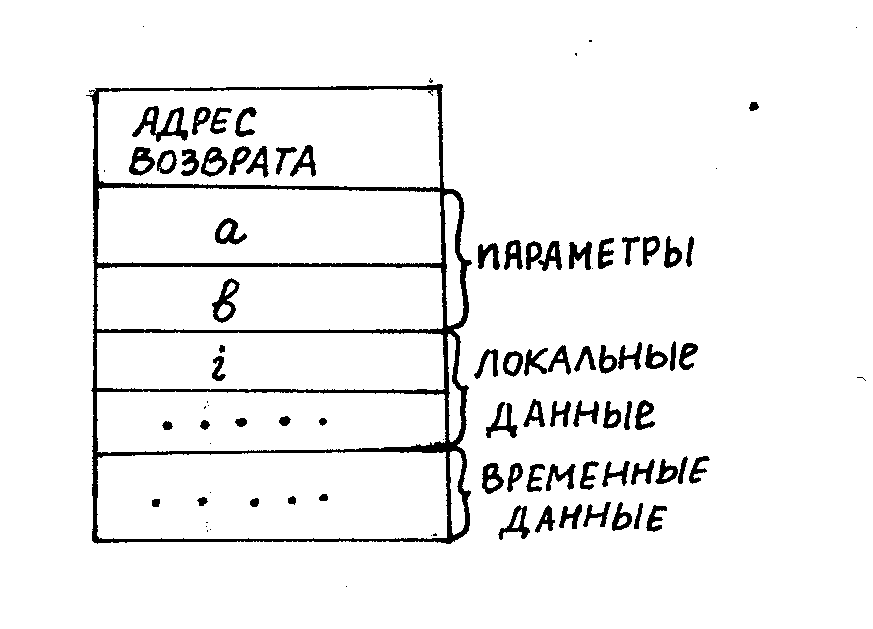 АДРЕС
ВОЗВРАТА
а
в
i
.....
.....
ПАРАМЕТРЫ
ЛОКАЛЬНЫЕ
ДАННЫЕ
ВРЕМЕННЫЕ
ДАННЫЕ